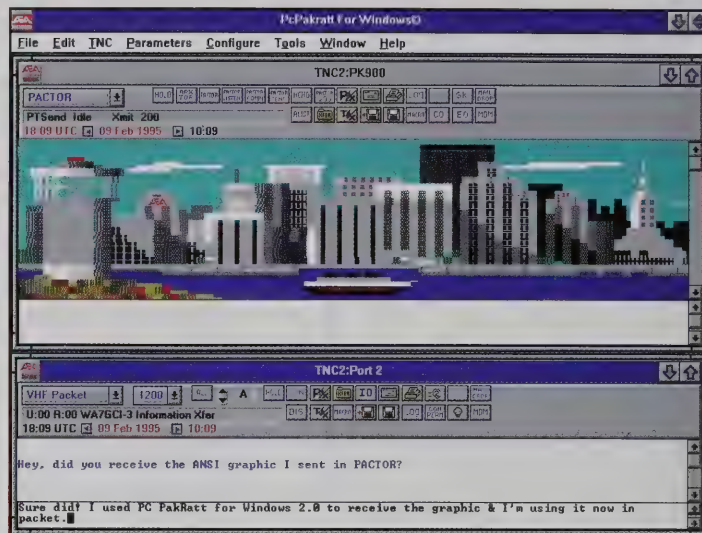 PcPakratt For Windows©
File Edit TNC Parameters Configure Tools Window Help
TNC2:PK900
PACTOR
PTSend Idle Xmit 200
18:09 UTC 09 Feb 1995 10:09
TNC2:Port 2
VHF Packet 1200 A
U:00 R:00 WA7GCI-3 Information Xfer
18:09 UTC 09 Feb 1995 10:09
Hey, did you receive the ANSI graphic I sent in PACTOR?
Sure did! I used PC PakRatt for Windows 2.0 to receive the graphic & I'm using it now in
packet.